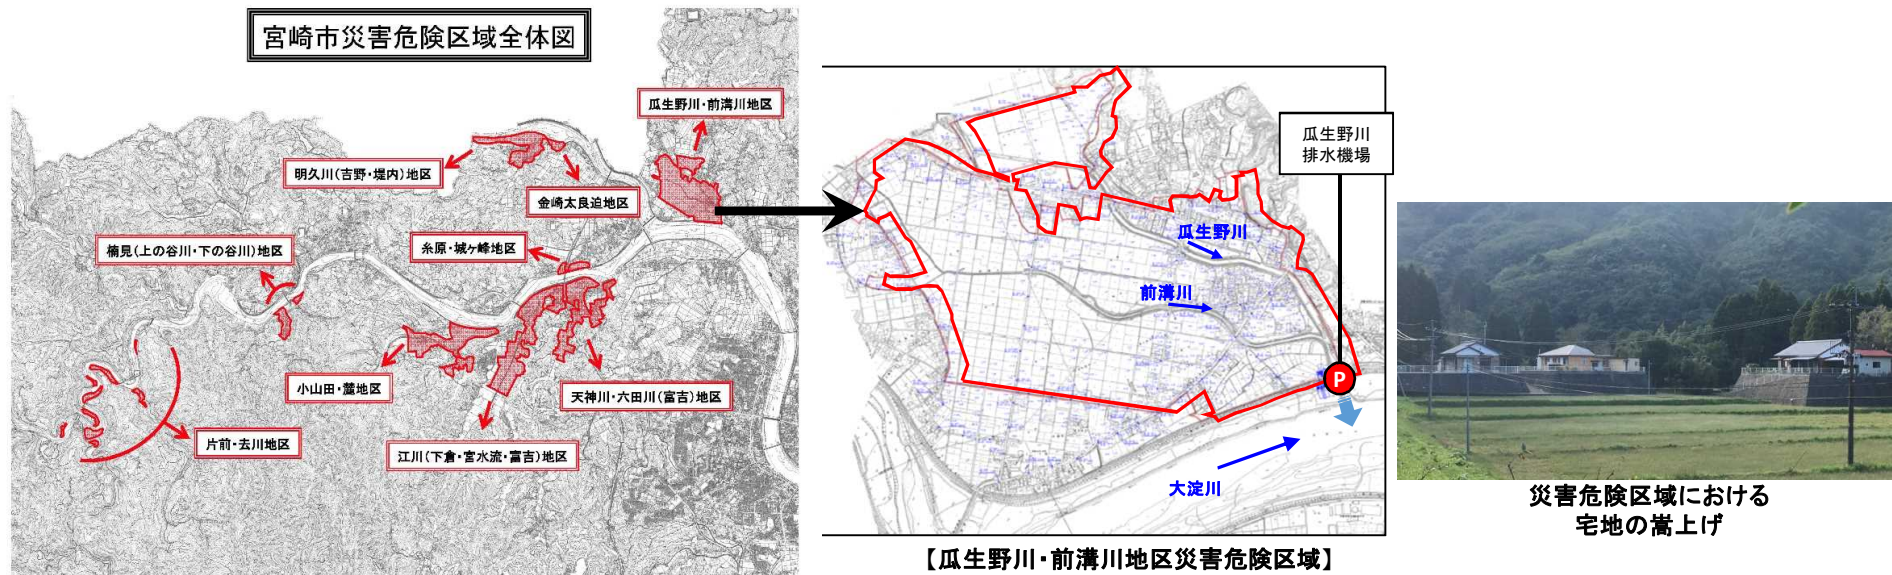 宮崎市災害危険区域全体図
瓜生野川・前溝川地区
明久川(吉野・堤内)地区
金崎太良迫地区
楠見(上の谷川・下の谷川)地区
糸原・城ヶ峰地区
小山田・麓地区
天神川・六田川(富吉)地区
片前・去川地区
江川(下倉・宮水流・富吉)地区
瓜生野川
排水機場
瓜生野川
前溝川
P
大淀川
【瓜生野川・前溝川地区災害危険区域】
災害危険区域における
宅地の嵩上げ